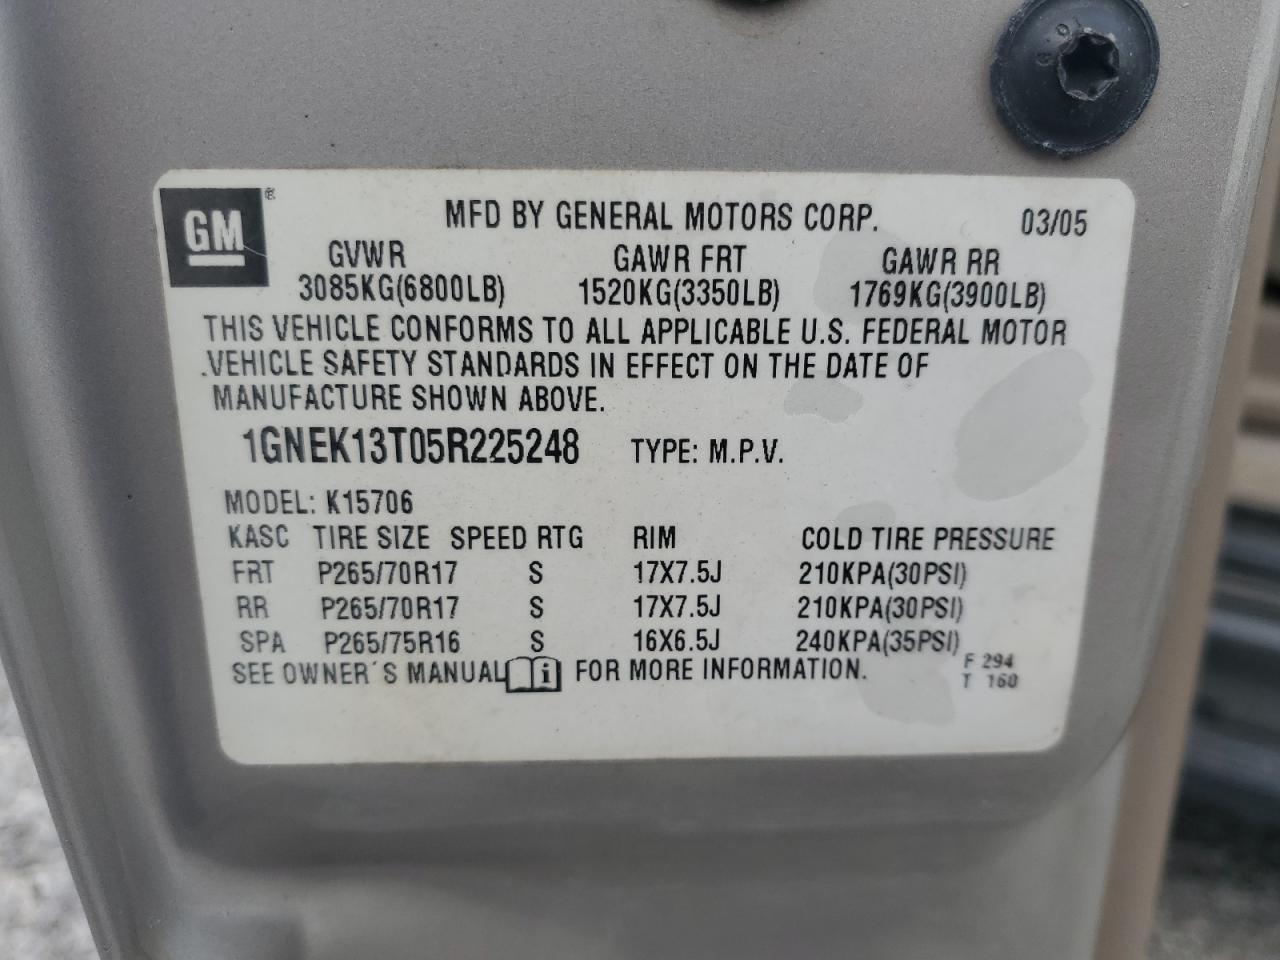 GM ®
MFD BY GENERAL MOTORS CORP. 03/05
GVWR GAWR FRT GAWR RR
3085KG(6800LB) 1520KG(3350LB) 1769KG(3900LB)
THIS VEHICLE CONFORMS TO ALL APPLICABLE U.S. FEDERAL MOTOR
VEHICLE SAFETY STANDARDS IN EFFECT ON THE DATE OF
MANUFACTURE SHOWN ABOVE.
1GNEK13T05R225248 TYPE: M.P.V.
MODEL: K15706
KASC TIRE SIZE SPEED RTG RIM COLD TIRE PRESSURE
FRT P265/70R17 S 17X7.5J 210KPA(30PSI)
RR P265/70R17 S 17X7.5J 210KPA(30PSI)
SPA P265/75R16 S 16X6.5J 240KPA(35PSI)
SEE OWNER´S MANUAL i FOR MORE INFORMATION.
F 294
T 160